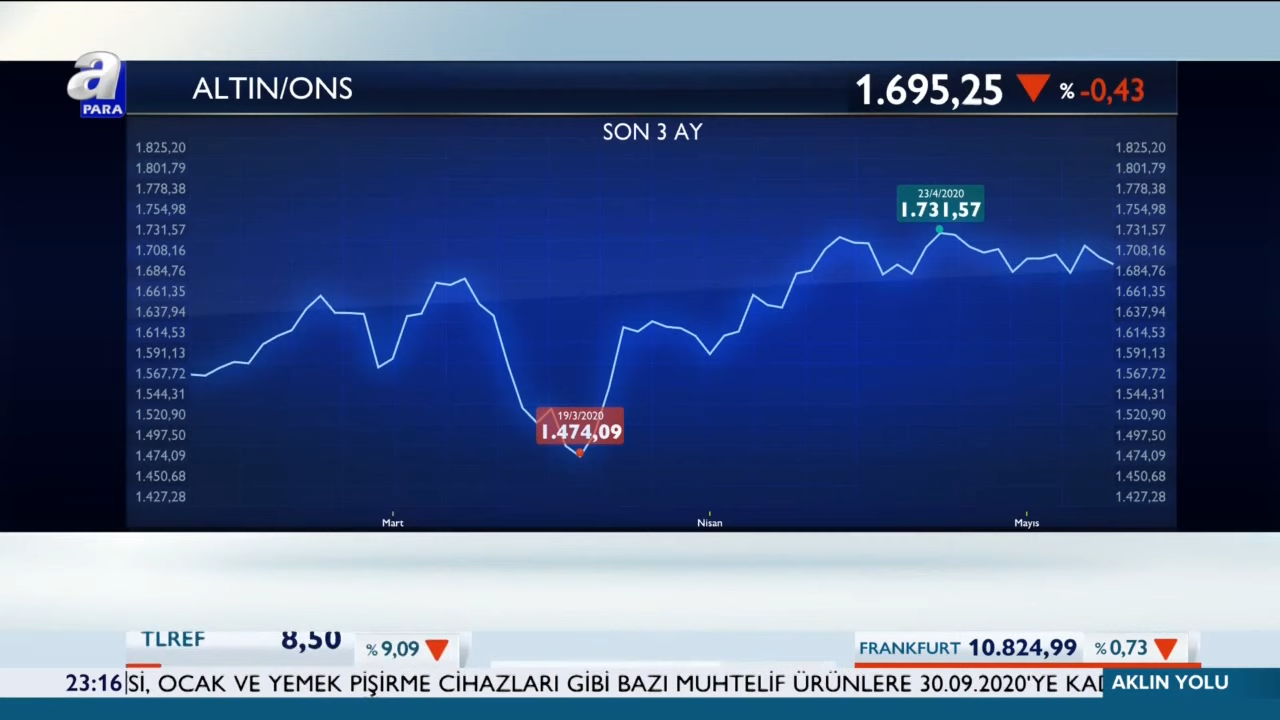 a
PARA
ALTIN/ONS
1.695,25 % -0,43
SON 3 AY
1.825,20 1.825,20
1.801,79 1.801,79
1.778,38 1.778,38
1.754,98 1.754,98
1.731,57 1.731,57
1.708,16 1.708,16
1.684,76 1.684,76
1.661,35 1.661,35
1.637,94 1.637,94
1.614,53 1.614,53
1.591,13 1.591,13
1.567,72 1.567,72
1.544,31 1.544,31
1.520,90 1.520,90
1.497,50 1.497,50
1.474,09 1.474,09
1.450,68 1.450,68
1.427,28 1.427,28
23/4/2020
1.731,57
19/3/2020
1.474,09
Mart Nisan Mayıs
TLREF 8,50 % 9,09
FRANKFURT 10.824,99 % 0,73
23:16 Sİ, OCAK VE YEMEK PİŞİRME CİHAZLARI GİBİ BAZI MUHTELİF ÜRÜNLERE 30.09.2020'YE KAD AKLIN YOLU